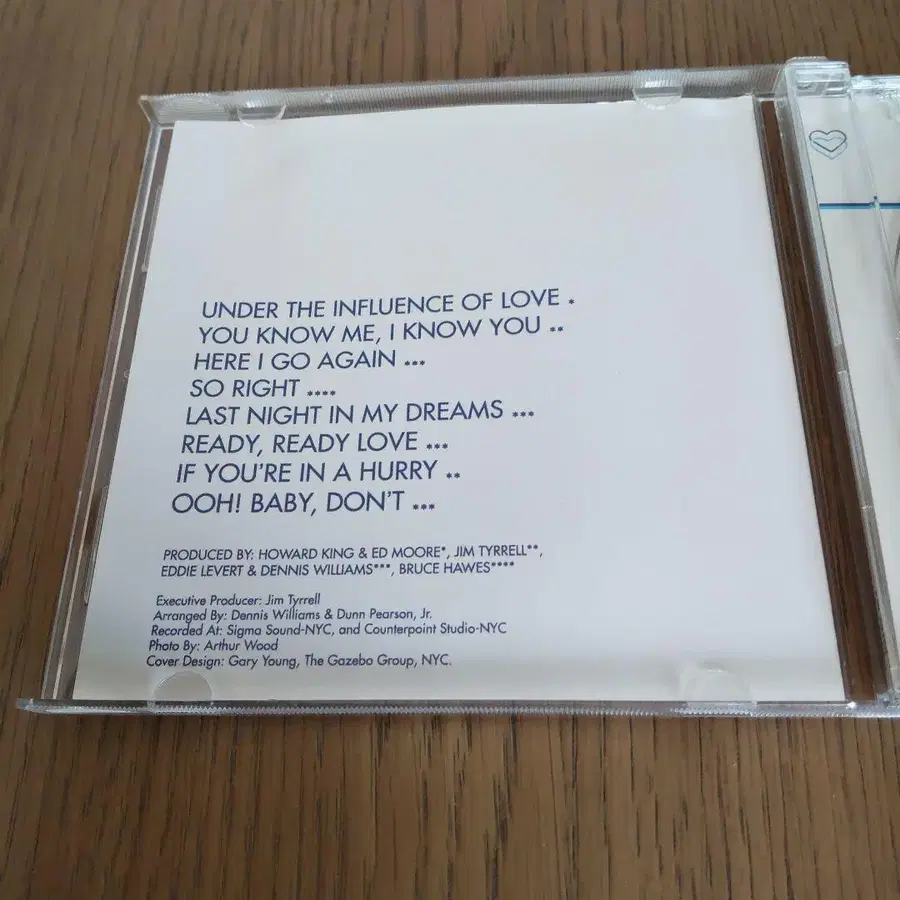 UNDER THE INFLUENCE OF LOVE *
YOU KNOW ME, I KNOW YOU **
HERE I GO AGAIN ***
SO RIGHT ****
LAST NIGHT IN MY DREAMS ***
READY, READY LOVE ***
IF YOU'RE IN A HURRY **
OOH! BABY, DON'T ***
PRODUCED BY: HOWARD KING & ED MOORE*, JIM TYRRELL**,
EDDIE LEVERT & DENNIS WILLIAMS***, BRUCE HAWES****
Executive Producer: Jim Tyrrell
Arranged By: Dennis Williams & Dunn Pearson, Jr.
Recorded At: Sigma Sound-NYC, and Counterpoint Studio-NYC
Photo By: Arthur Wood
Cover Design: Gary Young, The Gazebo Group, NYC.